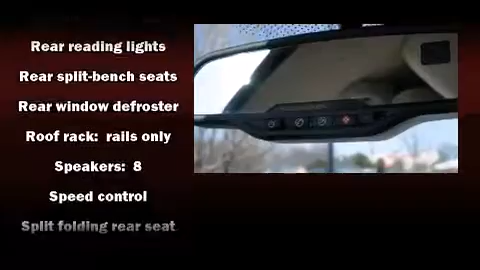 Rear reading lights
Rear split-bench seats
Rear window defroster
Roof rack:  rails only
Speakers:  8
Speed control
Split folding rear seat